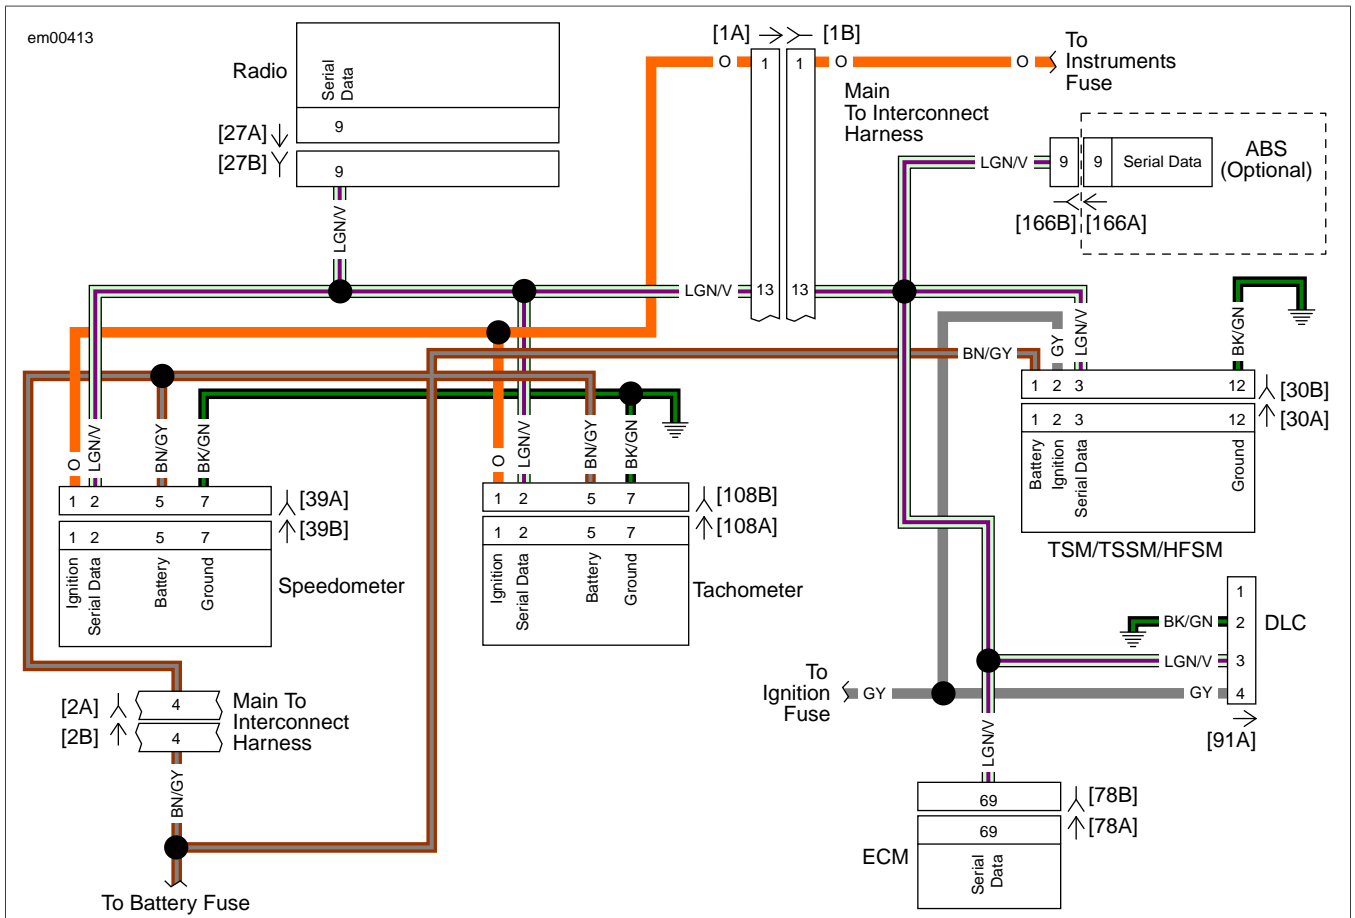 em00413
Radio
Serial Data
9
[27A]
[27B]
9
LGN/V
[1A]
[1B]
O
1
1
O
O
To
Instruments
Fuse
Main
To Interconnect
Harness
LGN/V
9
9
Serial Data
ABS
(Optional)
[166B]
[166A]
LGN/V
13
13
BN/GY
GY
LGN/V
BK/GN
1
2
3
12
[30B]
1
2
3
12
[30A]
Battery
Ignition
Serial Data
Ground
TSM/TSSM/HFSM
O
LGN/V
BN/GY
BK/GN
1
2
5
7
[39A]
1
2
5
7
[39B]
Ignition
Serial Data
Battery
Ground
Speedometer
O
LGN/V
BN/GY
BK/GN
1
2
5
7
[108B]
1
2
5
7
[108A]
Ignition
Serial Data
Battery
Ground
Tachometer
1
BK/GN
2
DLC
LGN/V
3
To
Ignition
Fuse
GY
GY
4
[91A]
[2A]
4
[2B]
4
Main To
Interconnect
Harness
BN/GY
To Battery Fuse
LGN/V
69
[78B]
69
[78A]
ECM
Serial
Data